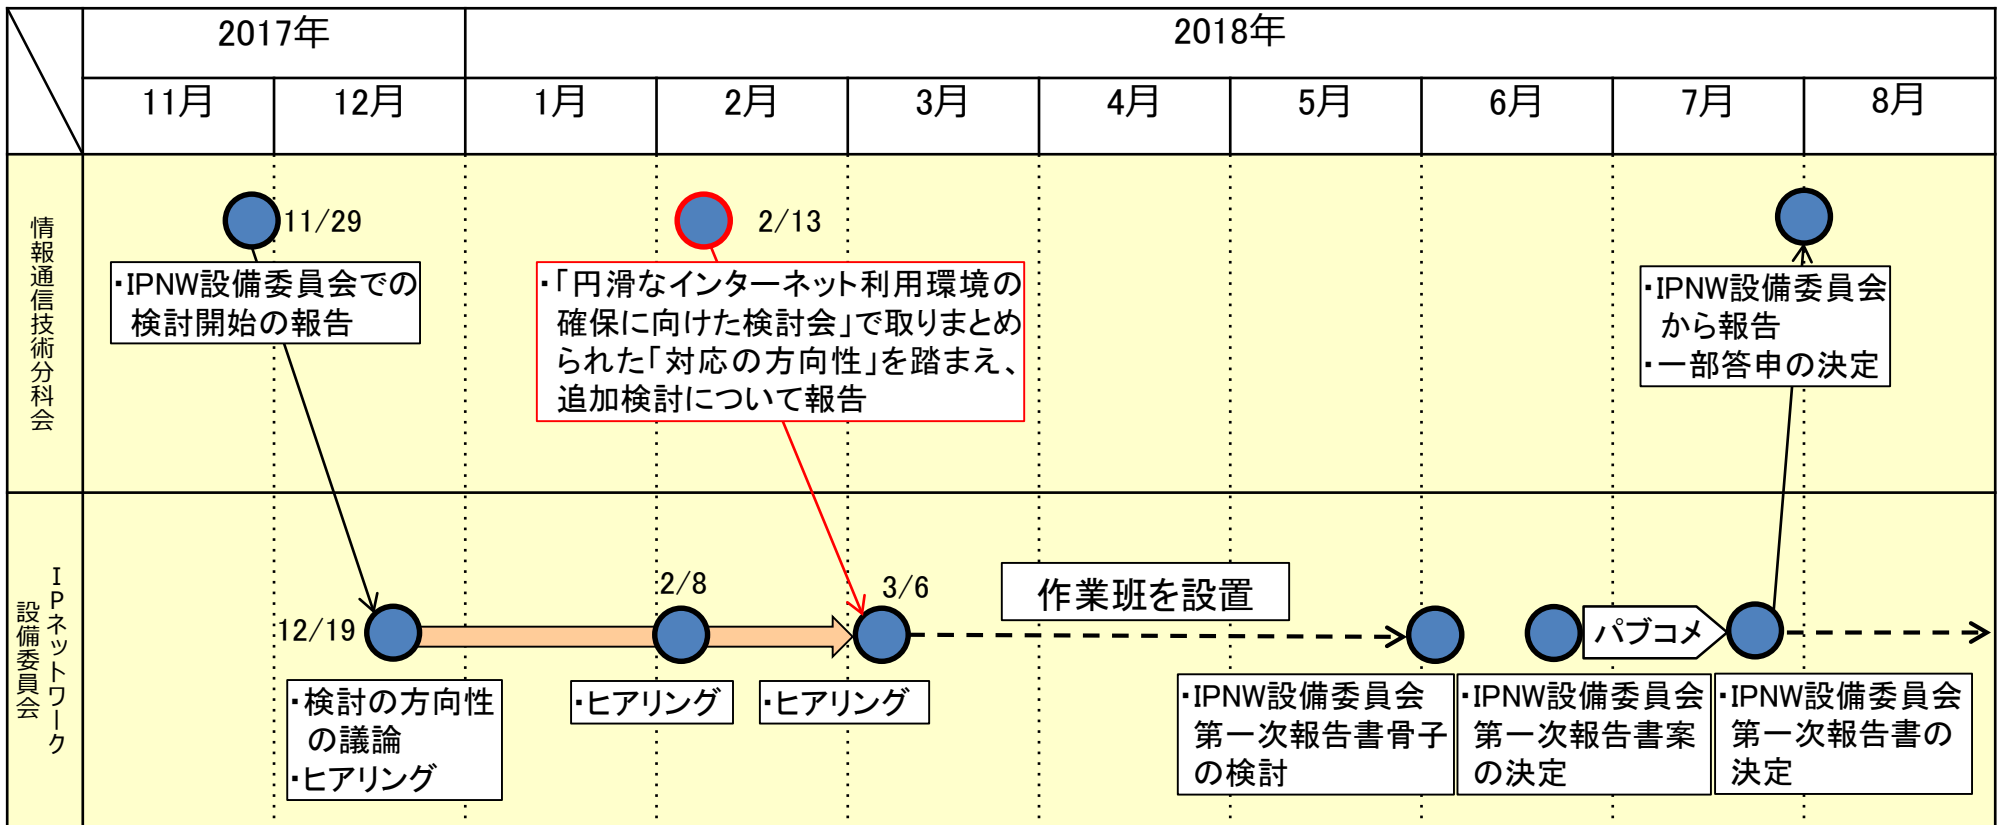 2017年
2018年
11月
12月
1月
2月
3月
4月
5月
6月
7月
8月
情報通信技術分科会
11/29
・IPNW設備委員会での
検討開始の報告
2/13
・「円滑なインターネット利用環境の
確保に向けた検討会」で取りまとめ
られた「対応の方向性」を踏まえ、
追加検討について報告
・IPNW設備委員会
から報告
・一部答申の決定
IPネットワーク
設備委員会
12/19
2/8
3/6
作業班を設置
パブコメ
・検討の方向性
の議論
・ヒアリング
・ヒアリング
・ヒアリング
・IPNW設備委員会
第一次報告書骨子
の検討
・IPNW設備委員会
第一次報告書案
の決定
・IPNW設備委員会
第一次報告書の
決定